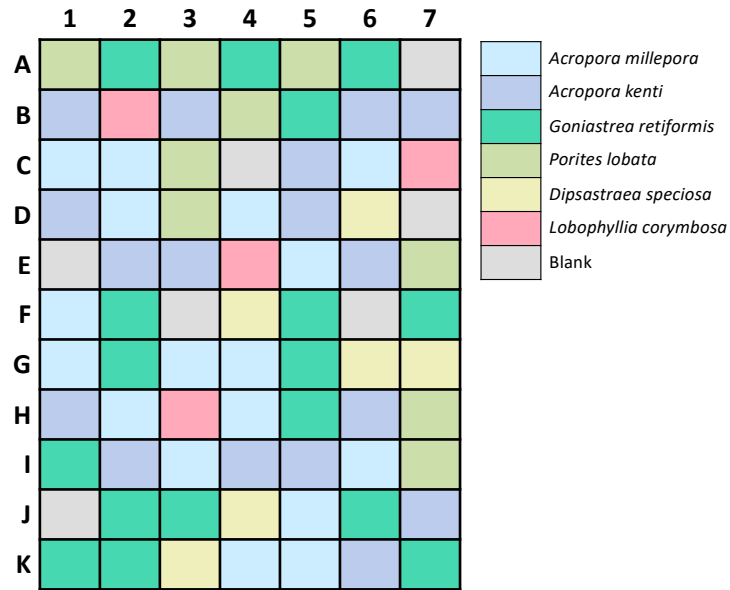 1 2 3 4 5 6 7
A
B
C
D
E
F
G
H
I
J
K
Acropora millepora
Acropora kenti
Goniastrea retiformis
Porites lobata
Dipsastraea speciosa
Lobophyllia corymbosa
Blank